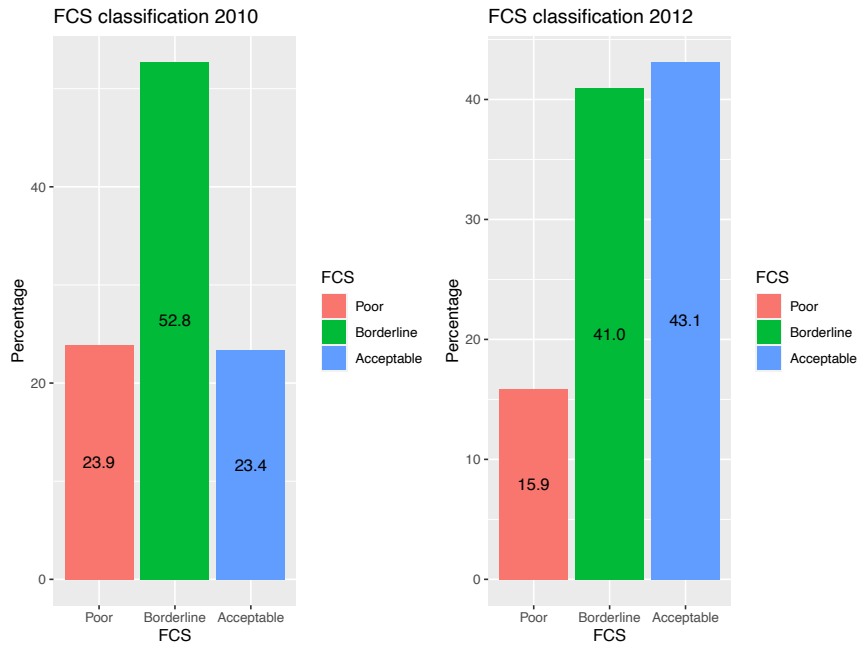 FCS classification 2010
Percentage
40
20
0
52.8
23.9
23.4
Poor
Borderline
Acceptable
FCS
FCS
Poor
Borderline
Acceptable
FCS classification 2012
Percentage
40
30
20
10
0
41.0
43.1
15.9
Poor
Borderline
Acceptable
FCS
FCS
Poor
Borderline
Acceptable